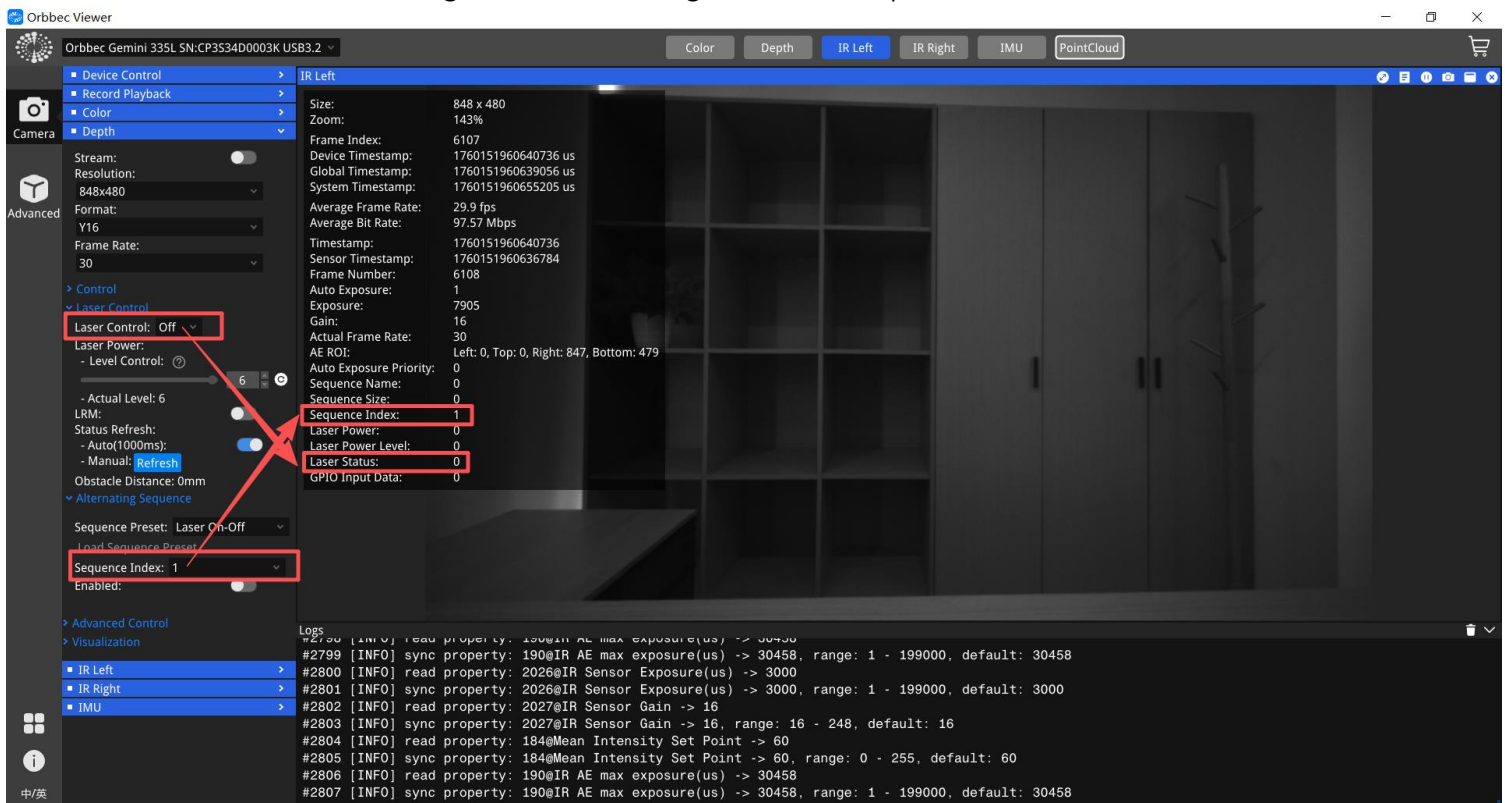 Orbbec Viewer
Orbbec Gemini 335L SN:CP3S34D0003K USB3.2
Color
Depth
IR Left
IR Right
IMU
PointCloud
Camera
Advanced
中/英
Device Control
Record Playback
Color
Depth
Stream:
Resolution:
848x480
Format:
Y16
Frame Rate:
30
Control
Laser Control
Laser Control: Off
Laser Power:
- Level Control: ?
6
- Actual Level: 6
LRM:
Status Refresh:
- Auto(1000ms):
- Manual: Refresh
Obstacle Distance: 0mm
Alternating Sequence
Sequence Preset: Laser On-Off
Load Sequence Preset
Sequence Index: 1
Enabled:
Advanced Control
Visualization
IR Left
IR Right
IMU
IR Left
Size: 848 x 480
Zoom: 143%
Frame Index: 6107
Device Timestamp: 1760151960640736 us
Global Timestamp: 1760151960639056 us
System Timestamp: 1760151960655205 us
Average Frame Rate: 29.9 fps
Average Bit Rate: 97.57 Mbps
Timestamp: 1760151960640736
Sensor Timestamp: 1760151960636784
Frame Number: 6108
Auto Exposure: 1
Exposure: 7905
Gain: 16
Actual Frame Rate: 30
AE ROI: Left: 0, Top: 0, Right: 847, Bottom: 479
Auto Exposure Priority: 0
Sequence Name: 0
Sequence Size: 0
Sequence Index: 1
Laser Power: 0
Laser Power Level: 0
Laser Status: 0
GPIO Input Data: 0
Logs
#2798 [INFO] read property: 190@IR AE max exposure(us) -> 30458
#2799 [INFO] sync property: 190@IR AE max exposure(us) -> 30458, range: 1 - 199000, default: 30458
#2800 [INFO] read property: 2026@IR Sensor Exposure(us) -> 3000
#2801 [INFO] sync property: 2026@IR Sensor Exposure(us) -> 3000, range: 1 - 199000, default: 3000
#2802 [INFO] read property: 2027@IR Sensor Gain -> 16
#2803 [INFO] sync property: 2027@IR Sensor Gain -> 16, range: 16 - 248, default: 16
#2804 [INFO] read property: 184@Mean Intensity Set Point -> 60
#2805 [INFO] sync property: 184@Mean Intensity Set Point -> 60, range: 0 - 255, default: 60
#2806 [INFO] read property: 190@IR AE max exposure(us) -> 30458
#2807 [INFO] sync property: 190@IR AE max exposure(us) -> 30458, range: 1 - 199000, default: 30458